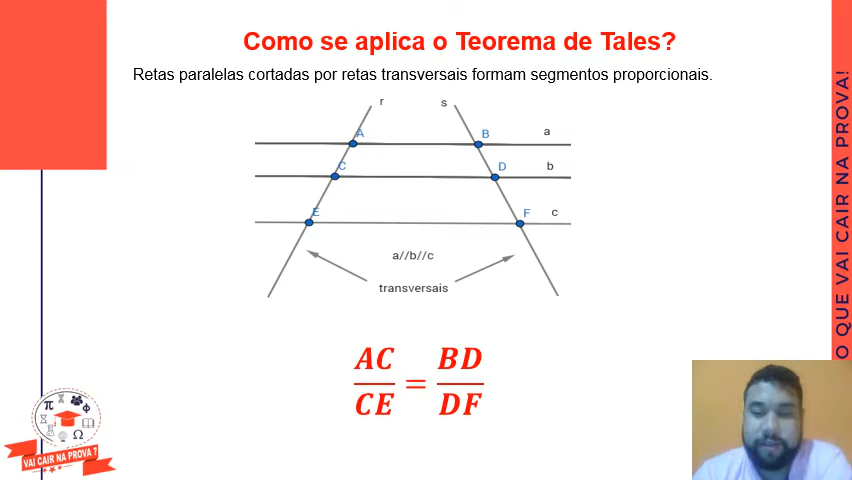 Como se aplica o Teorema de Tales?
Retas paralelas cortadas por retas transversais formam segmentos proporcionais.
r s
A B a
C D b
E F c
a//b//c
transversais
AC/CE = BD/DF
O QUE VAI CAIR NA PROVA!
π ϕ
Ω
VAI CAIR NA PROVA ?